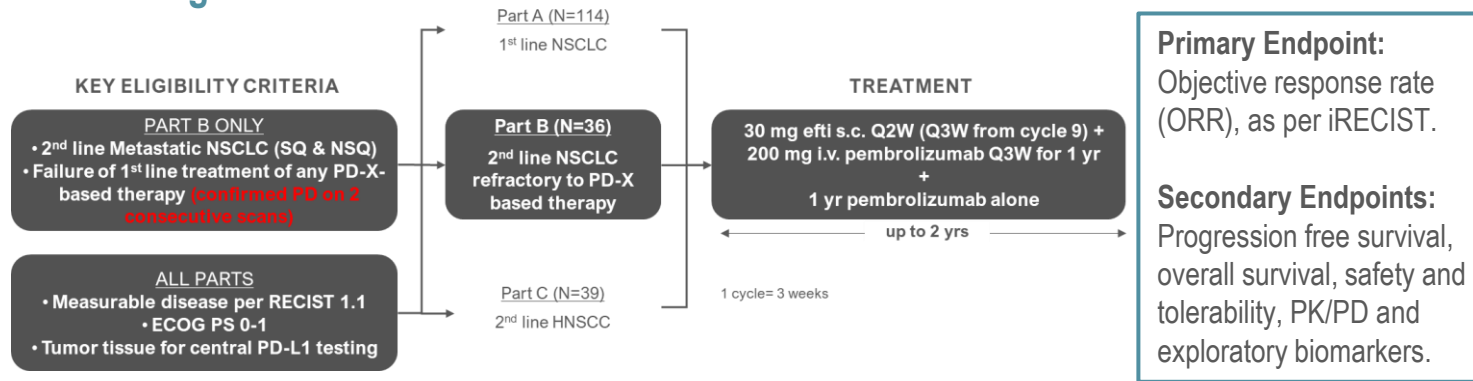 Part A (N=114)
1st line NSCLC
KEY ELIGIBILITY CRITERIA
PART B ONLY
• 2nd line Metastatic NSCLC (SQ & NSQ)
• Failure of 1st line treatment of any PD-X-
based therapy (confirmed PD on 2
consecutive scans)
ALL PARTS
• Measurable disease per RECIST 1.1
• ECOG PS 0-1
• Tumor tissue for central PD-L1 testing
Part B (N=36)
2nd line NSCLC
refractory to PD-X
based therapy
Part C (N=39)
2nd line HNSCC
TREATMENT
30 mg efti s.c. Q2W (Q3W from cycle 9) +
200 mg i.v. pembrolizumab Q3W for 1 yr
+
1 yr pembrolizumab alone
up to 2 yrs
1 cycle= 3 weeks
Primary Endpoint:
Objective response rate
(ORR), as per iRECIST.
Secondary Endpoints:
Progression free survival,
overall survival, safety and
tolerability, PK/PD and
exploratory biomarkers.